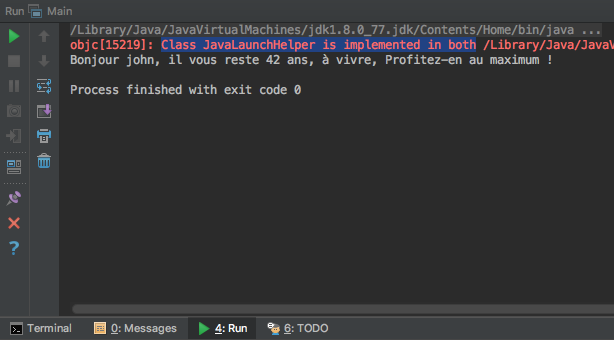 Run Main
/Library/Java/JavaVirtualMachines/jdk1.8.0_77.jdk/Contents/Home/bin/java ...
objc[15219]: Class JavaLaunchHelper is implemented in both /Library/Java/JavaV
Bonjour john, il vous reste 42 ans, à vivre, Profitez-en au maximum !
Process finished with exit code 0
Terminal 0: Messages 4: Run 6: TODO